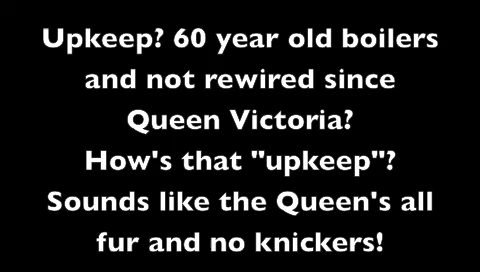 Upkeep? 60 year old boilers
and not rewired since
Queen Victoria?
How's that "upkeep"?
Sounds like the Queen's all
fur and no knickers!